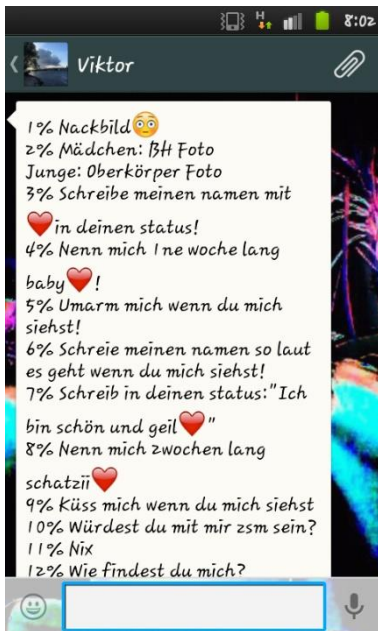 H 8:02
Viktor
1% Nackbild😳
2% Mädchen: BH Foto
Junge: Oberkörper Foto
3% Schreibe meinen namen mit
❤in deinen status!
4% Nenn mich 1ne woche lang
baby❤!
5% Umarm mich wenn du mich
siehst!
6% Schreie meinen namen so laut
es geht wenn du mich siehst!
7% Schreib in deinen status:"Ich
bin schön und geil❤"
8% Nenn mich zwochen lang
schatzii❤
9% Küss mich wenn du mich siehst
10% Würdest du mit mir zsm sein?
11% Nix
12% Wie findest du mich?